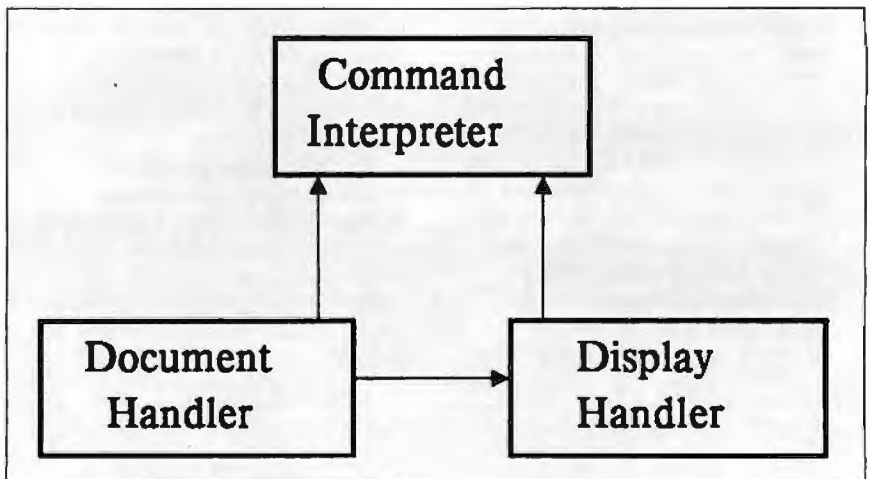 Command
Interpreter
Document
Handler
Display
Handler